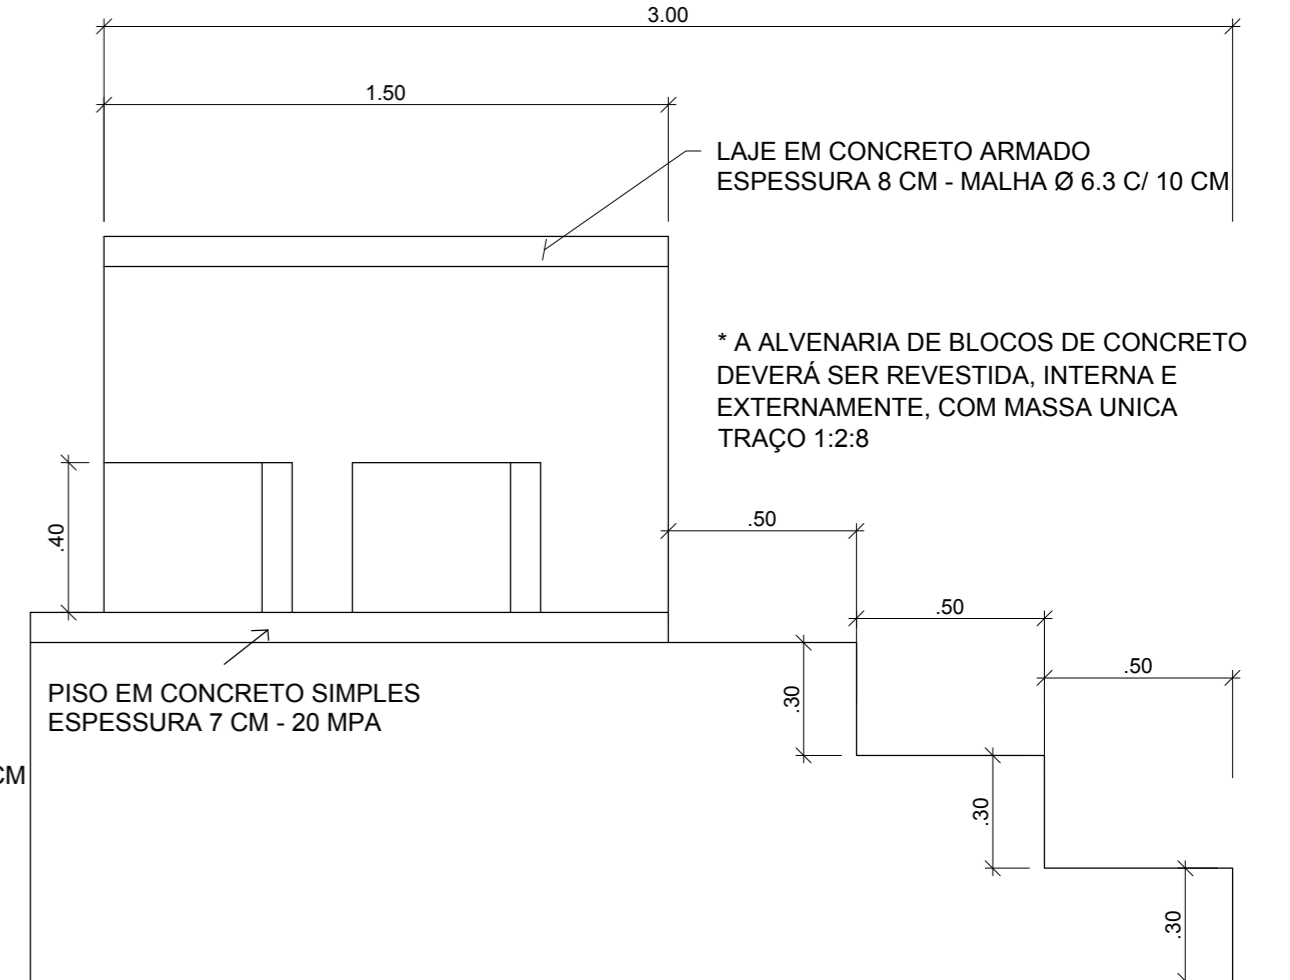 3.00
1.50
LAJE EM CONCRETO ARMADO
ESPESSURA 8 CM - MALHA Ø 6.3 C/ 10 CM
* A ALVENARIA DE BLOCOS DE CONCRETO
DEVERÁ SER REVESTIDA, INTERNA E
EXTERNAMENTE, COM MASSA UNICA
TRAÇO 1:2:8
.40
.50
.50
.50
.30
PISO EM CONCRETO SIMPLES
ESPESSURA 7 CM - 20 MPA
CM
.30
.30